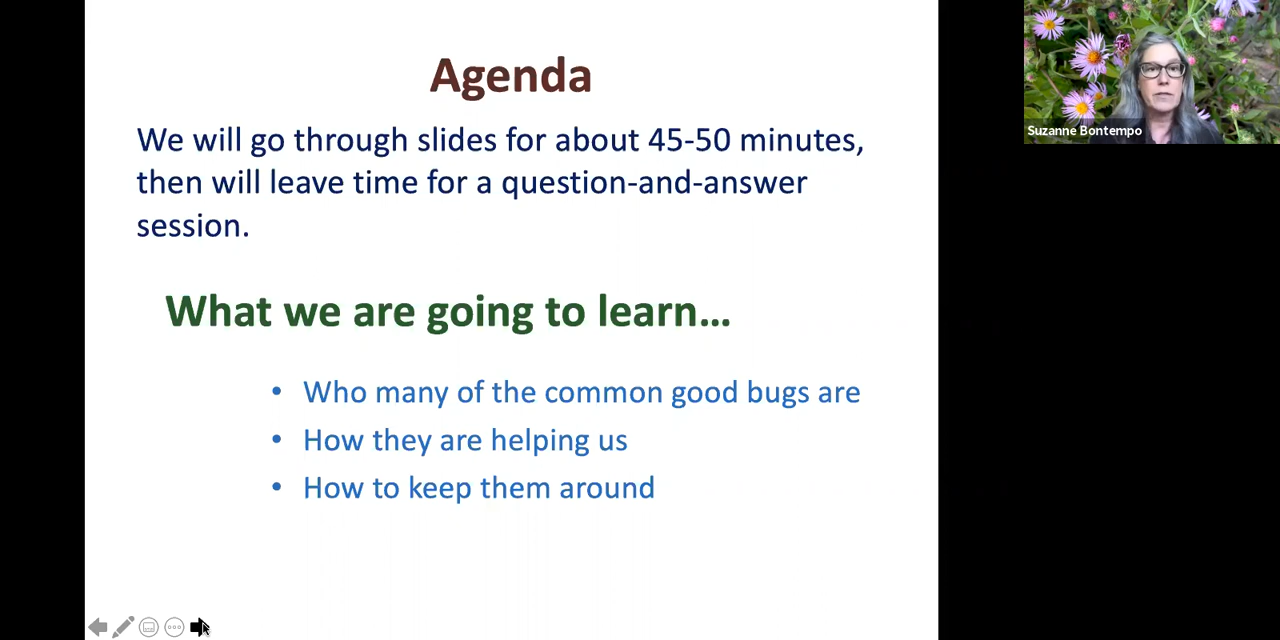 Agenda
We will go through slides for about 45-50 minutes,
then will leave time for a question-and-answer
session.
What we are going to learn…
• Who many of the common good bugs are
• How they are helping us
• How to keep them around
Suzanne Bontempo